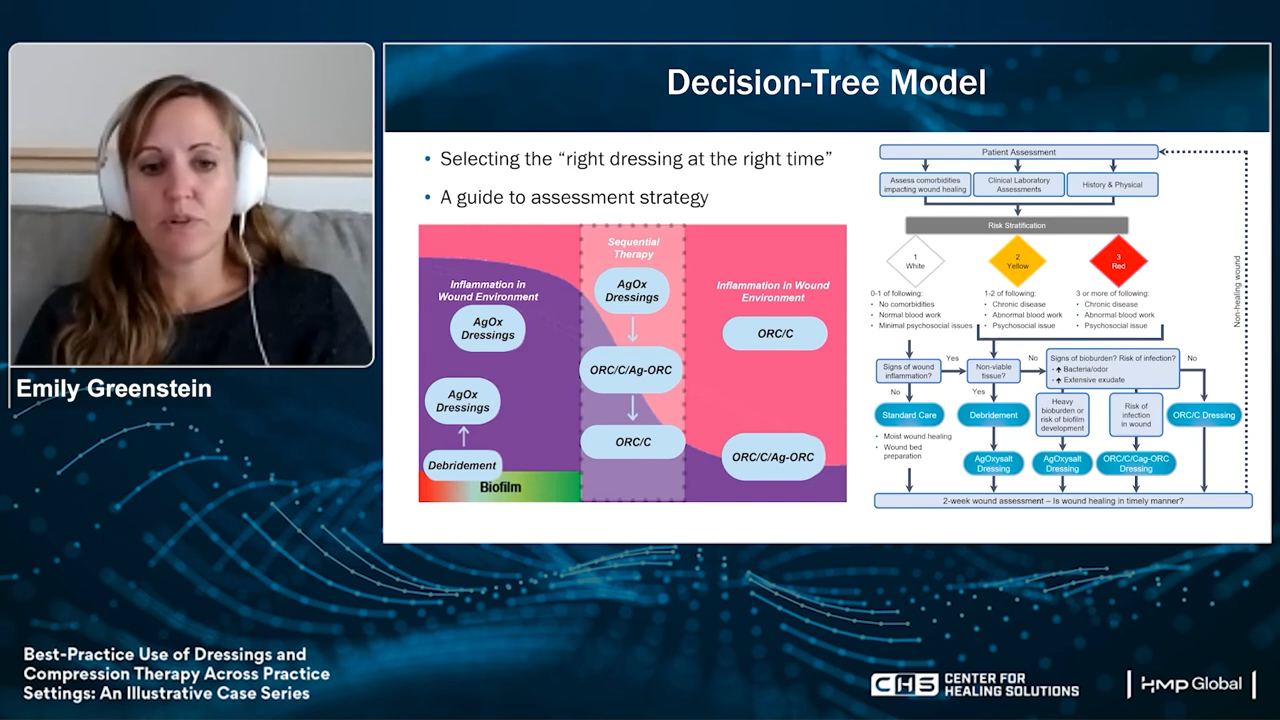 Decision-Tree Model
• Selecting the “right dressing at the right time”
• A guide to assessment strategy
Inflammation in
Wound Environment
AgOx
Dressings
AgOx
Dressings
Debridement
Biofilm
Sequential
Therapy
AgOx
Dressings
ORC/C/Ag-ORC
ORC/C
Inflammation in Wound
Environment
ORC/C
ORC/C/Ag-ORC
Patient Assessment
Assess comorbidities
impacting wound healing
Clinical Laboratory
Assessments
History & Physical
Risk Stratification
1
White
2
Yellow
3
Red
0-1 of following:
• No comorbidities
• Normal blood work
• Minimal psychosocial issues
1-2 of following:
• Chronic disease
• Abnormal blood work
• Psychosocial issue
3 or more of following:
• Chronic disease
• Abnormal blood work
• Psychosocial issue
Non-healing wound
Signs of wound
inflammation?
Yes
No
Non-viable
tissue?
No
Yes
Signs of bioburden? Risk of infection?
• ↑ Bacteria/odor
• ↑ Extensive exudate
No
Standard Care
• Moist wound healing
• Wound bed
preparation
Debridement
AgOxysalt
Dressing
Heavy
bioburden or
risk of biofilm
development
AgOxysalt
Dressing
Risk of
infection
in wound
ORC/C/Cag-ORC
Dressing
ORC/C Dressing
2-week wound assessment – Is wound healing in timely manner?
Emily Greenstein
Best-Practice Use of Dressings and
Compression Therapy Across Practice
Settings: An Illustrative Case Series
CHS CENTER FOR
HEALING SOLUTIONS
HMP Global